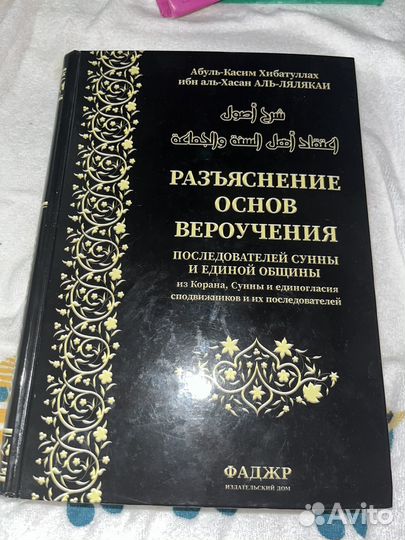 Абуль-Касим Хибатуллах
ибн аль-Хасан АЛЬ-ЛЯЛЯКАИ
شرح أصول
اعتقاد أهل السنة والجماعة
РАЗЪЯСНЕНИЕ
ОСНОВ
ВЕРОУЧЕНИЯ
ПОСЛЕДОВАТЕЛЕЙ СУННЫ
И ЕДИНОЙ ОБЩИНЫ
из Корана, Сунны и единогласия
сподвижников и их последователей
ФАДЖР
ИЗДАТЕЛЬСКИЙ ДОМ
Avito